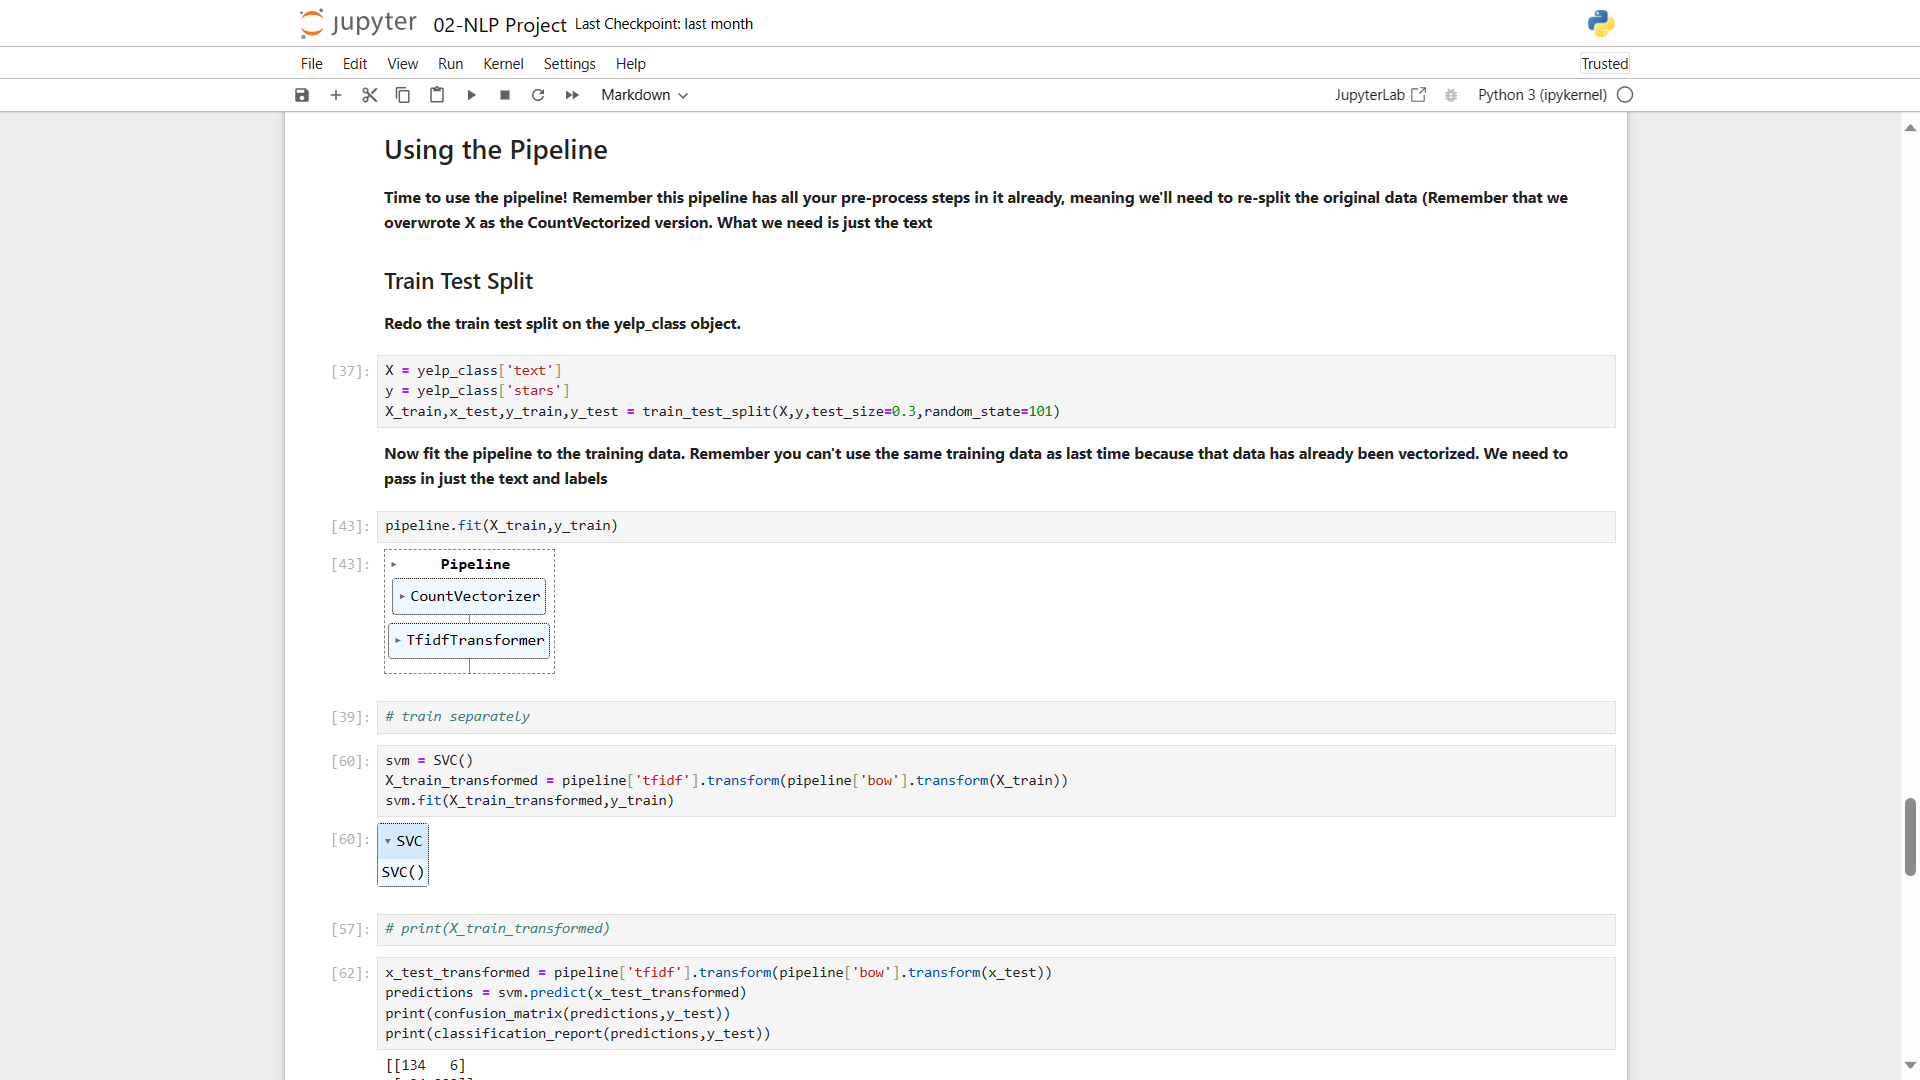 jupyter 02-NLP Project Last Checkpoint: last month
File Edit View Run Kernel Settings Help Trusted
Markdown JupyterLab Python 3 (ipykernel)
Using the Pipeline
Time to use the pipeline! Remember this pipeline has all your pre-process steps in it already, meaning we'll need to re-split the original data (Remember that we
overwrote X as the CountVectorized version. What we need is just the text
Train Test Split
Redo the train test split on the yelp_class object.
[37]: X = yelp_class['text']
y = yelp_class['stars']
X_train,x_test,y_train,y_test = train_test_split(X,y,test_size=0.3,random_state=101)
Now fit the pipeline to the training data. Remember you can't use the same training data as last time because that data has already been vectorized. We need to
pass in just the text and labels
[43]: pipeline.fit(X_train,y_train)
[43]: Pipeline
CountVectorizer
TfidfTransformer
[39]: # train separately
[60]: svm = SVC()
X_train_transformed = pipeline['tfidf'].transform(pipeline['bow'].transform(X_train))
svm.fit(X_train_transformed,y_train)
[60]: SVC
SVC()
[57]: # print(X_train_transformed)
[62]: x_test_transformed = pipeline['tfidf'].transform(pipeline['bow'].transform(x_test))
predictions = svm.predict(x_test_transformed)
print(confusion_matrix(predictions,y_test))
print(classification_report(predictions,y_test))
[[134 6]